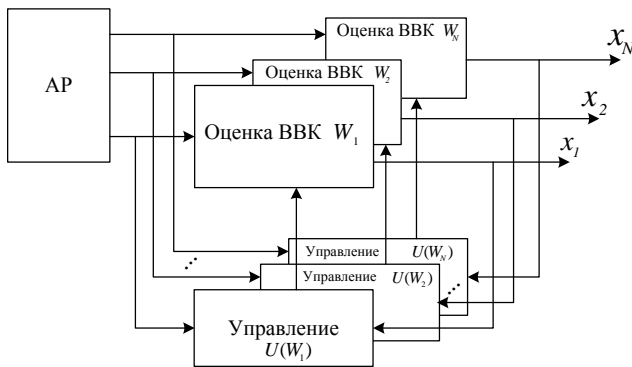 Оценка ВВК W_N
x_N
Оценка ВВК W_2
АР
x_2
Оценка ВВК W_1
x_1
Управление U(W_N)
...
Управление U(W_2)
...
Управление
U(W_1)